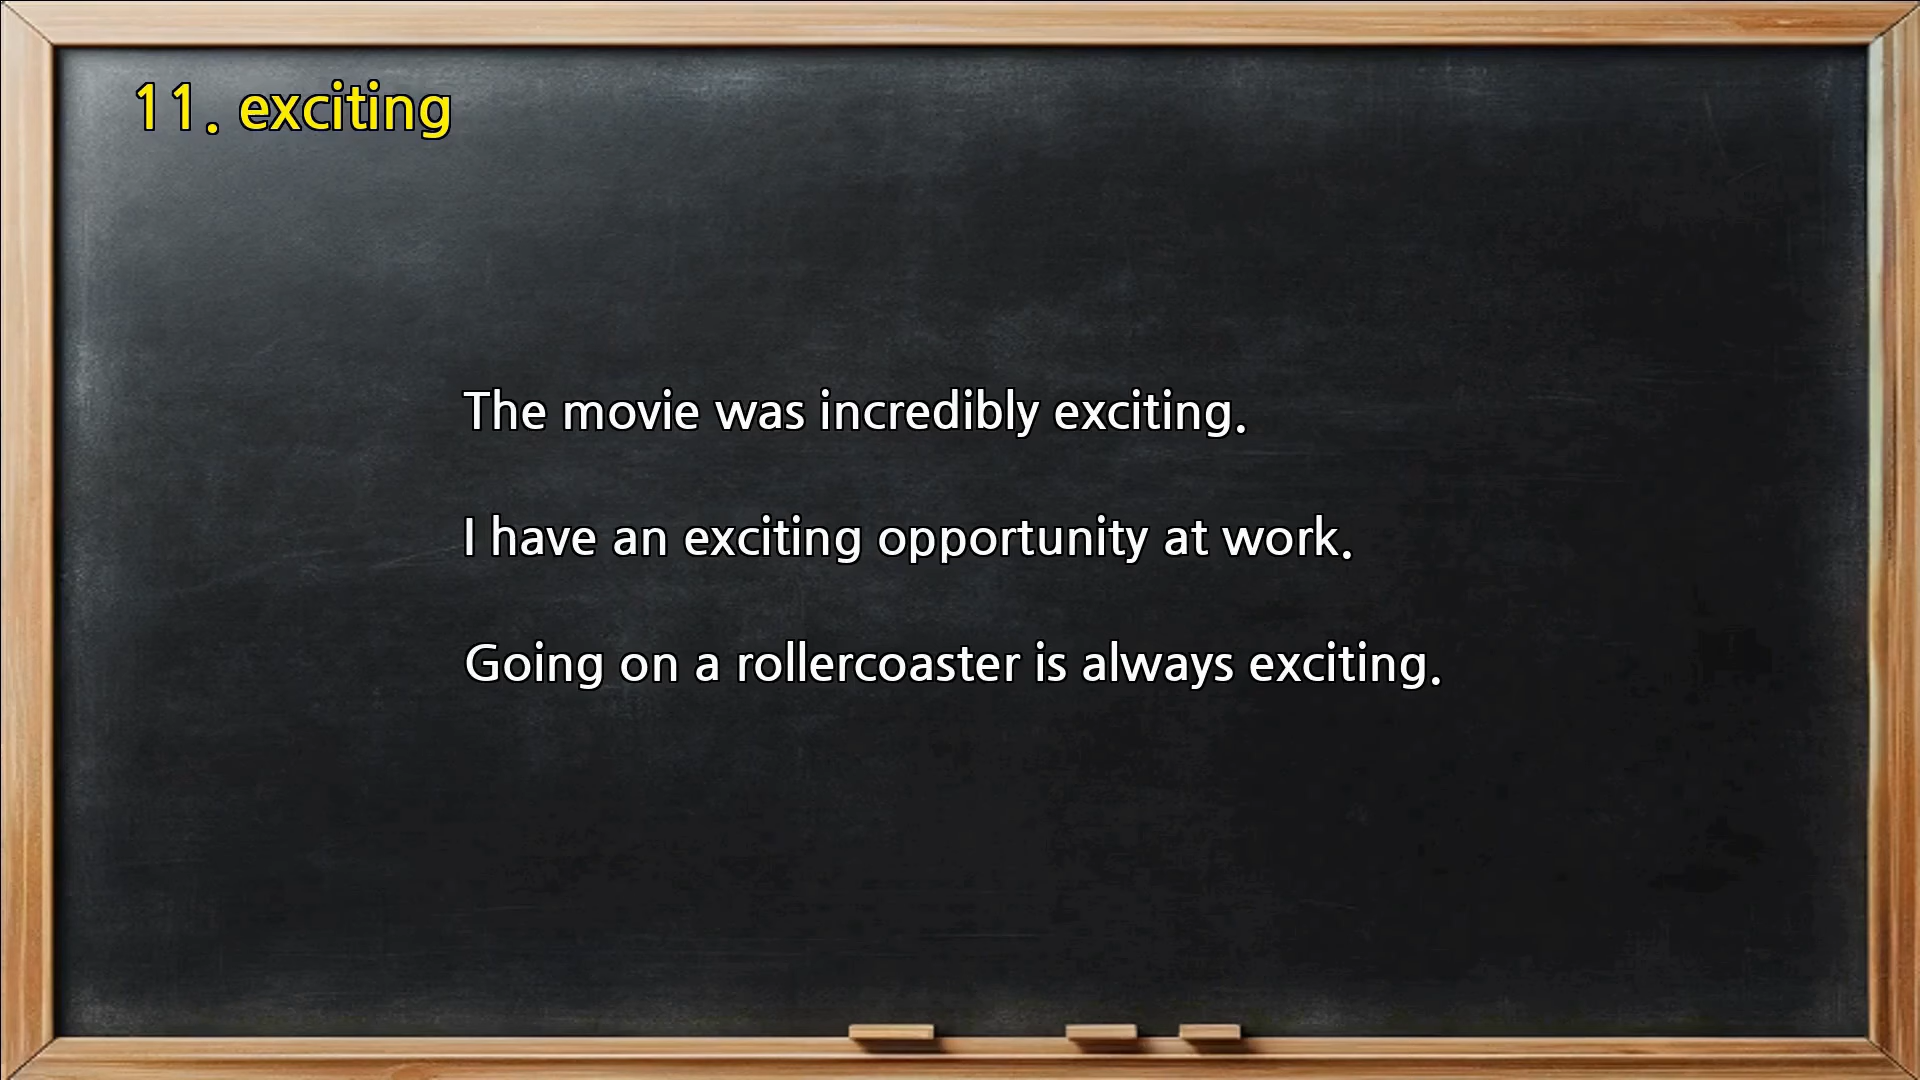 11. exciting
The movie was incredibly exciting.
I have an exciting opportunity at work.
Going on a rollercoaster is always exciting.